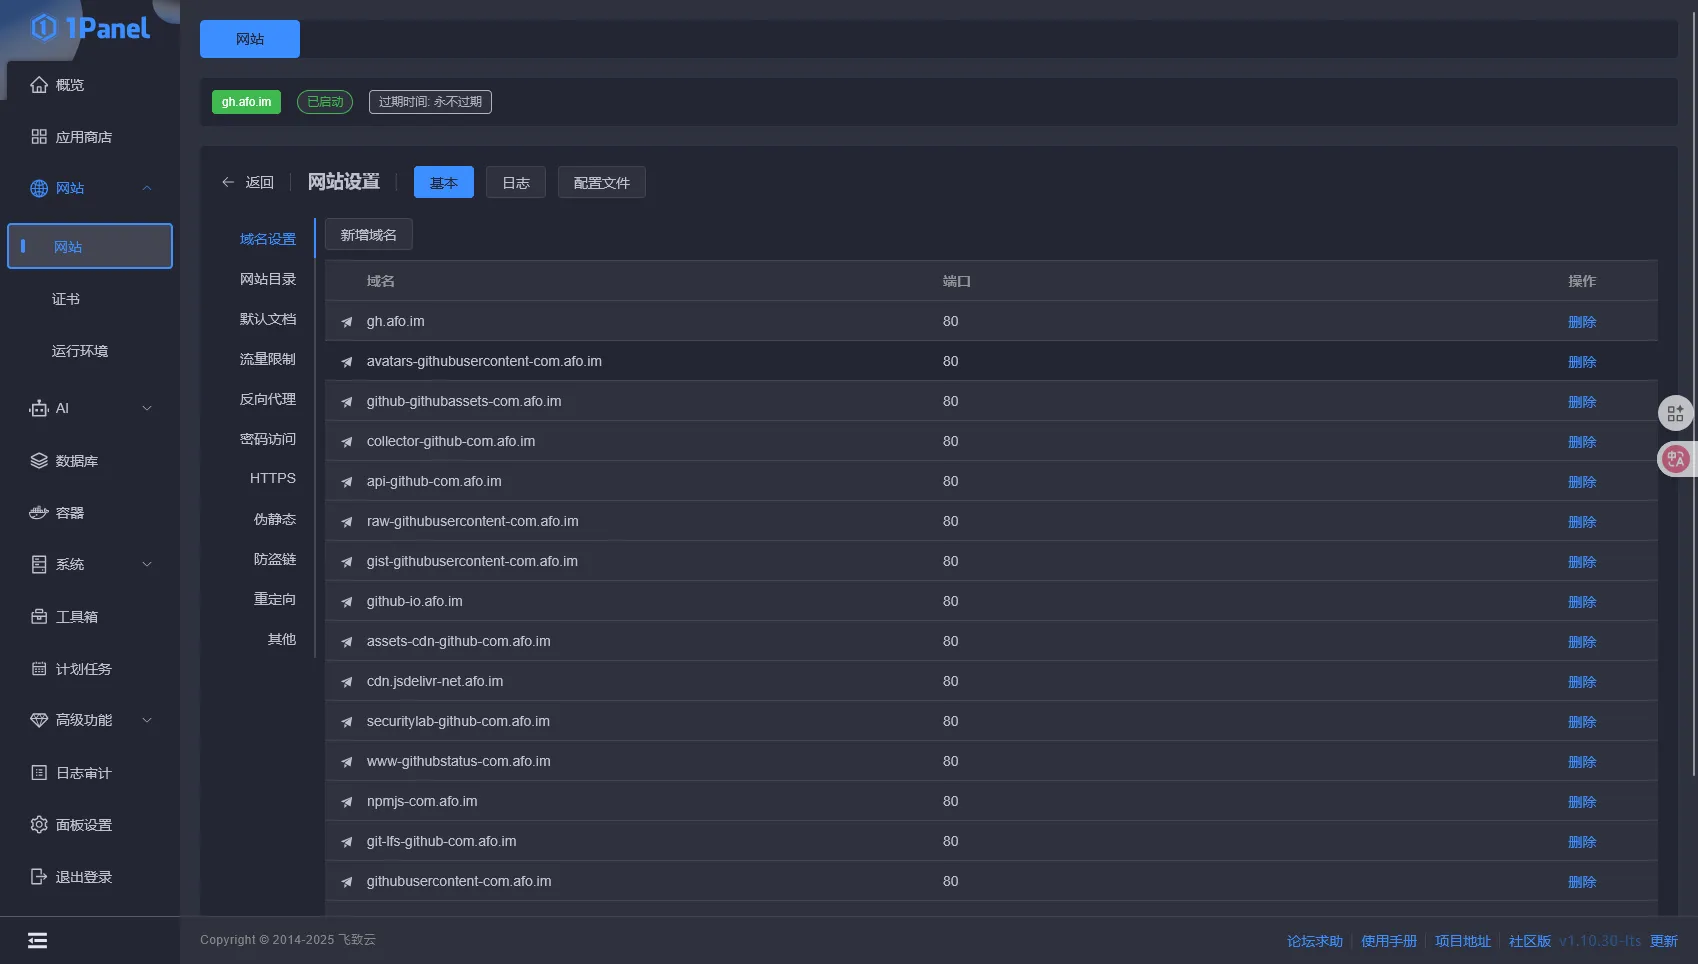 1Panel
概览
应用商店
网站
网站
证书
运行环境
AI
数据库
容器
系统
工具箱
计划任务
高级功能
日志审计
面板设置
退出登录
网站
gh.afo.im
已启动
过期时间: 永不过期
返回
网站设置
基本
日志
配置文件
域名设置
网站目录
默认文档
流量限制
反向代理
密码访问
HTTPS
伪静态
防盗链
重定向
其他
新增域名
域名 端口 操作
gh.afo.im 80 删除
avatars-githubusercontent-com.afo.im 80 删除
github-githubassets-com.afo.im 80 删除
collector-github-com.afo.im 80 删除
api-github-com.afo.im 80 删除
raw-githubusercontent-com.afo.im 80 删除
gist-githubusercontent-com.afo.im 80 删除
github-io.afo.im 80 删除
assets-cdn-github-com.afo.im 80 删除
cdn.jsdelivr-net.afo.im 80 删除
securitylab-github-com.afo.im 80 删除
www-githubstatus-com.afo.im 80 删除
npmjs-com.afo.im 80 删除
git-lfs-github-com.afo.im 80 删除
githubusercontent-com.afo.im 80 删除
Copyright © 2014-2025 飞致云
论坛求助 使用手册 项目地址 社区版 v1.10.30-lts 更新